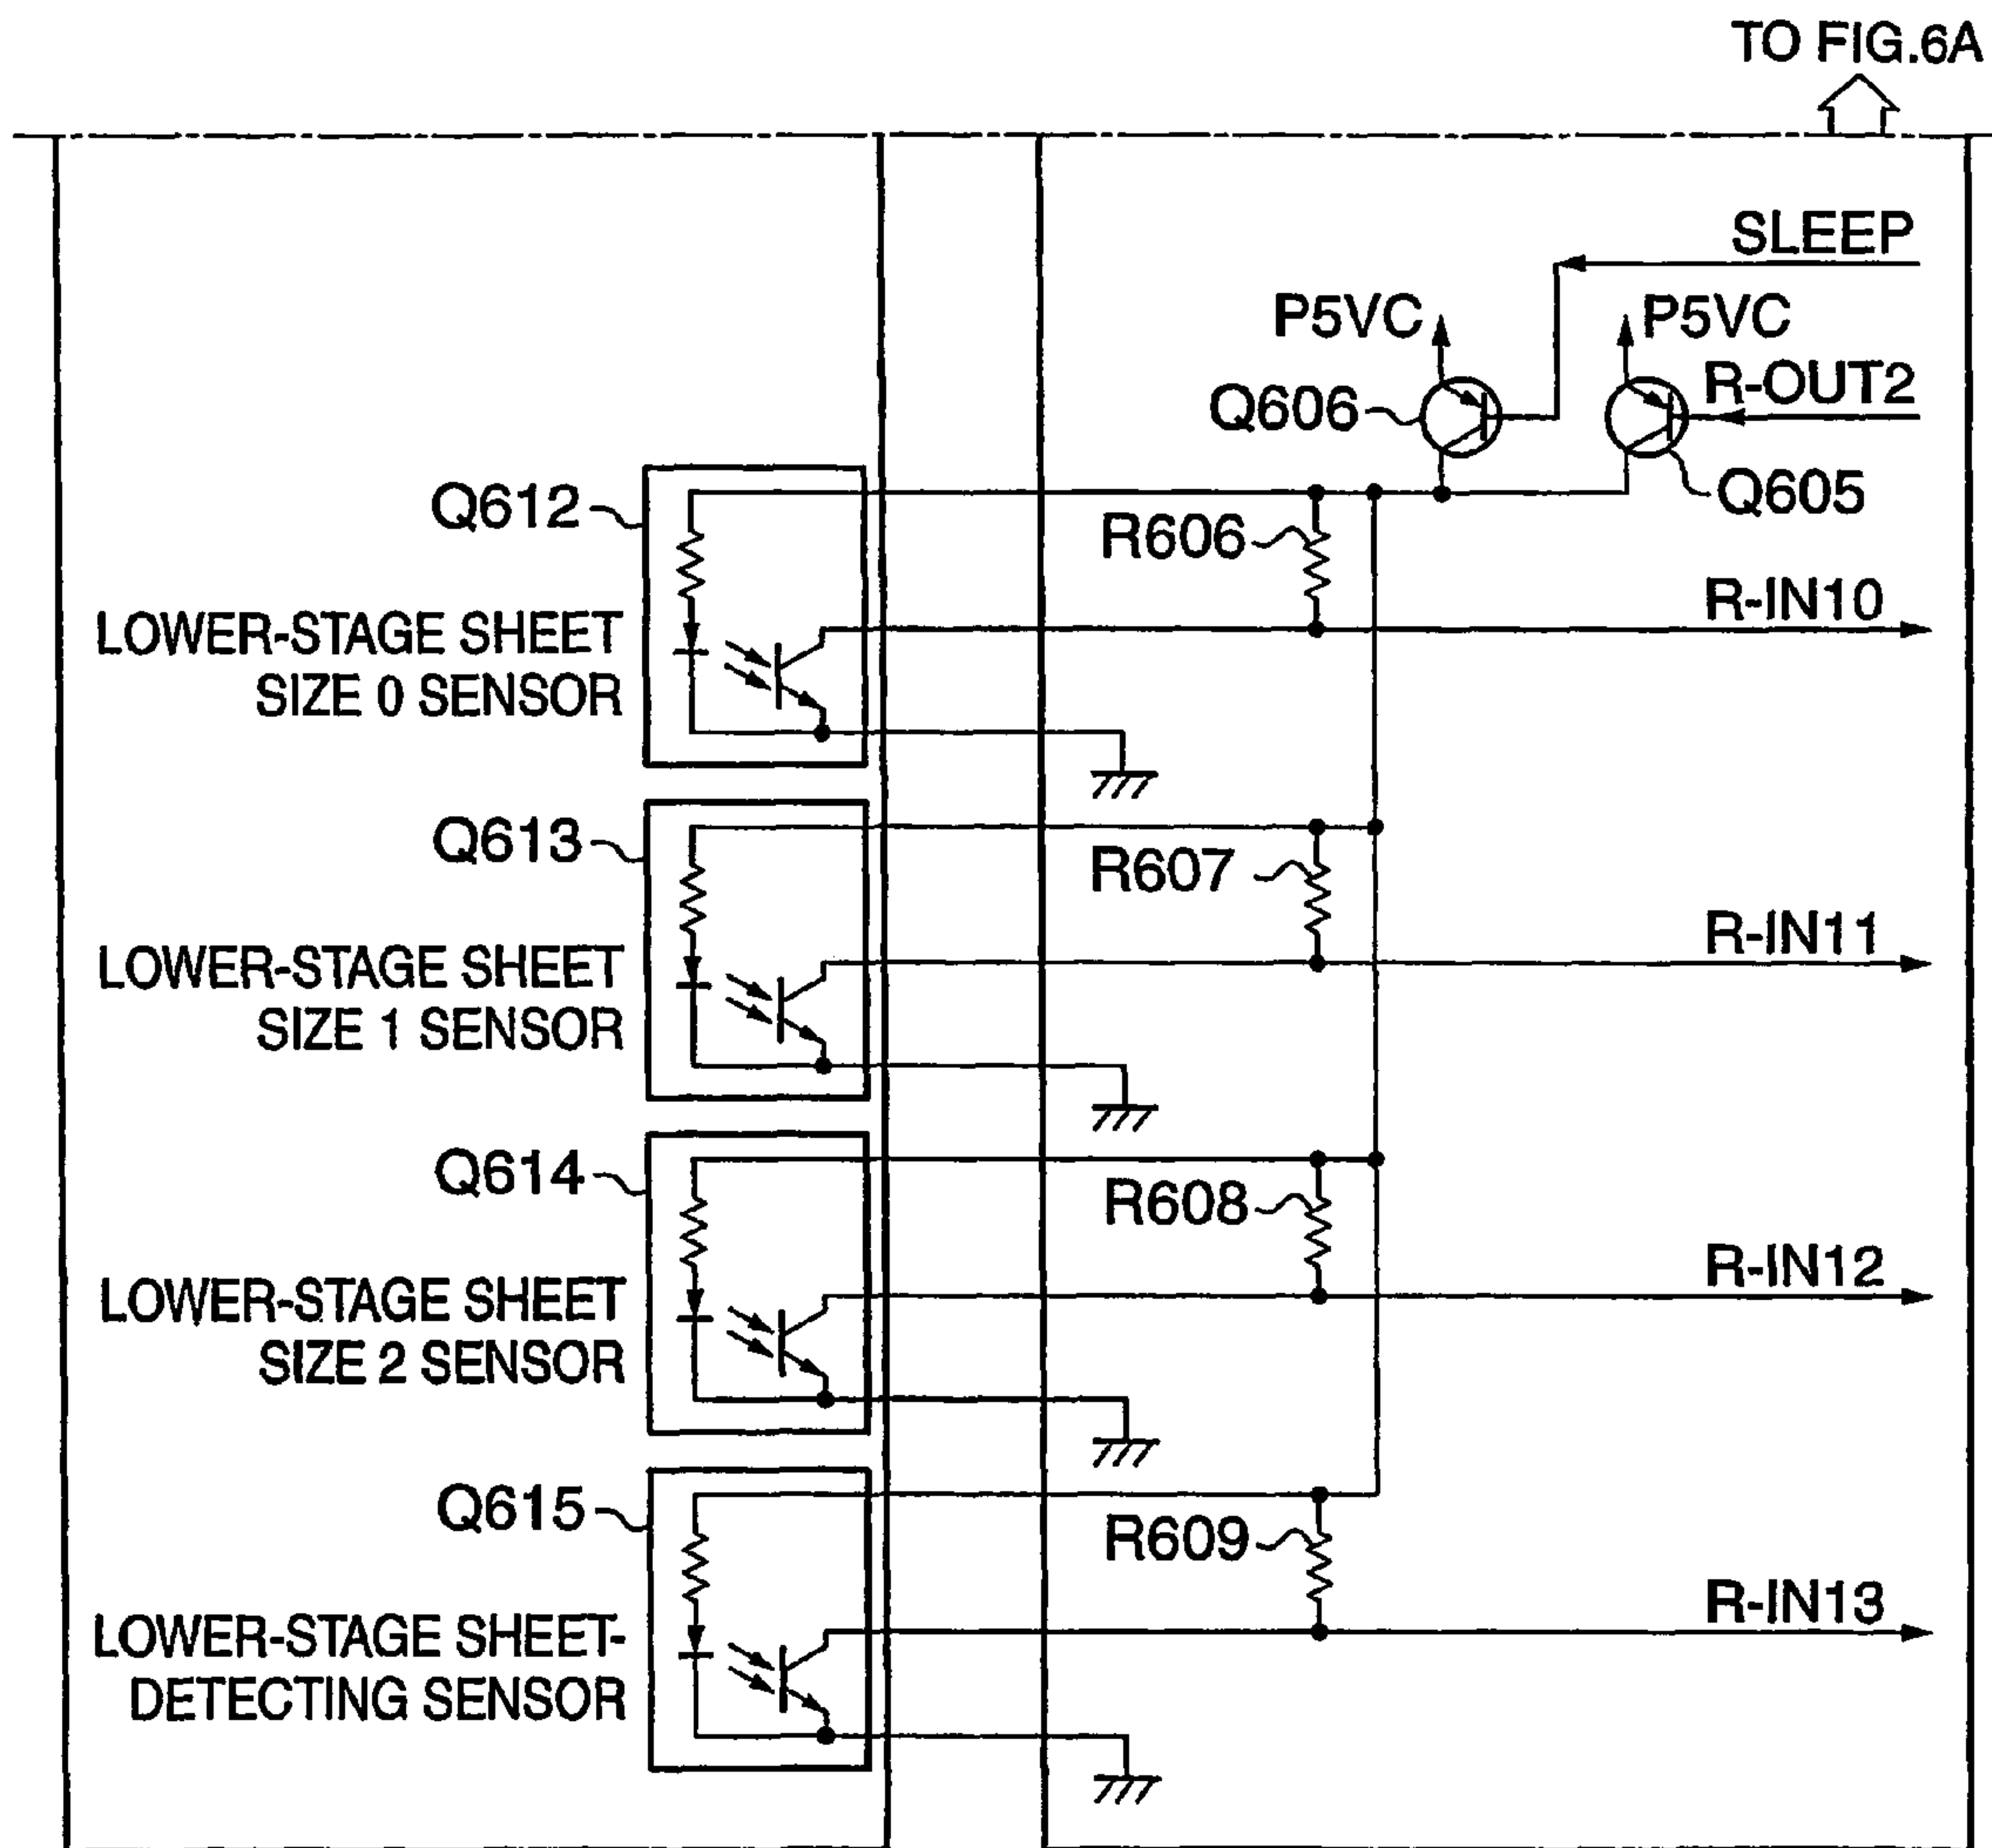 TO FIG.6A
SLEEP
P5VC
P5VC
R-OUT2
Q606
Q605
Q612
R606
R-IN10
LOWER-STAGE SHEET
SIZE 0 SENSOR
Q613
R607
R-IN11
LOWER-STAGE SHEET
SIZE 1 SENSOR
Q614
R608
R-IN12
LOWER-STAGE SHEET
SIZE 2 SENSOR
Q615
R609
R-IN13
LOWER-STAGE SHEET-
DETECTING SENSOR